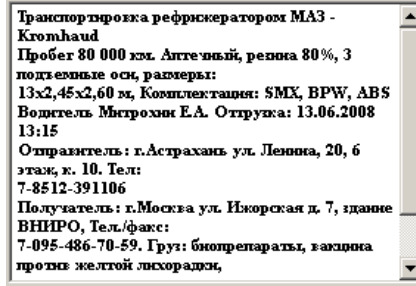 Транспортировка рефрижератором МАЗ -
Kromhaud
Пробег 80 000 км. Аптечный, резина 80%, 3
подъемные оси, размеры:
13x2,45x2,60 м, Комплектация: SMX, BPW, ABS
Водитель Митрохин Е.А. Отгрузка: 13.06.2008
13:15
Отправитель: г.Астрахань ул. Ленина, 20, 6
этаж, к. 10. Тел:
7-8512-391106
Получатель: г.Москва ул. Ижорская д. 7, здание
ВНИРО, Тел./факс:
7-095-486-70-59. Груз: биопрепараты, вакцина
против желтой лихорадки,